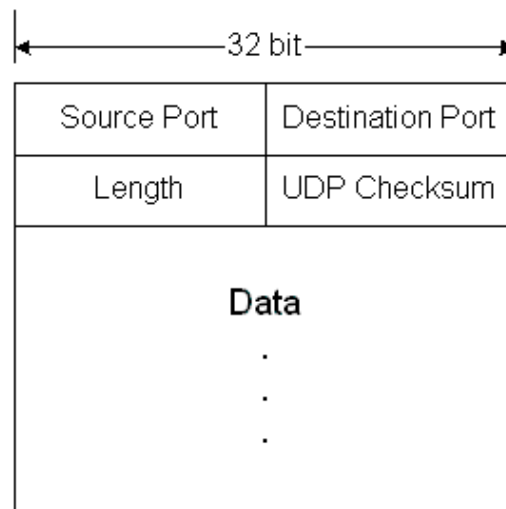 32 bit
Source Port Destination Port
Length UDP Checksum
Data
.
.
.